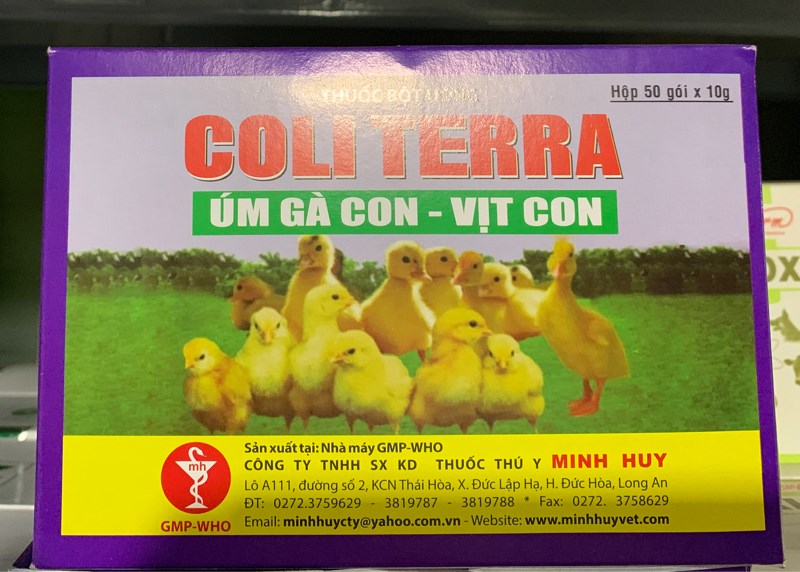 THUỐC BỘT UỐNG
Hộp 50 gói x 10g
COLI TERRA
ÚM GÀ CON - VỊT CON
mh
GMP-WHO
Sản xuất tại: Nhà máy GMP-WHO
CÔNG TY TNHH SX KD THUỐC THÚ Y MINH HUY
Lô A111, đường số 2, KCN Thái Hòa, X. Đức Lập Hạ, H. Đức Hòa, Long An
ĐT: 0272.3759629 - 3819787 - 3819788 * Fax: 0272. 3758629
Email: minhhuycty@yahoo.com.vn - Website: www.minhhuyvet.com